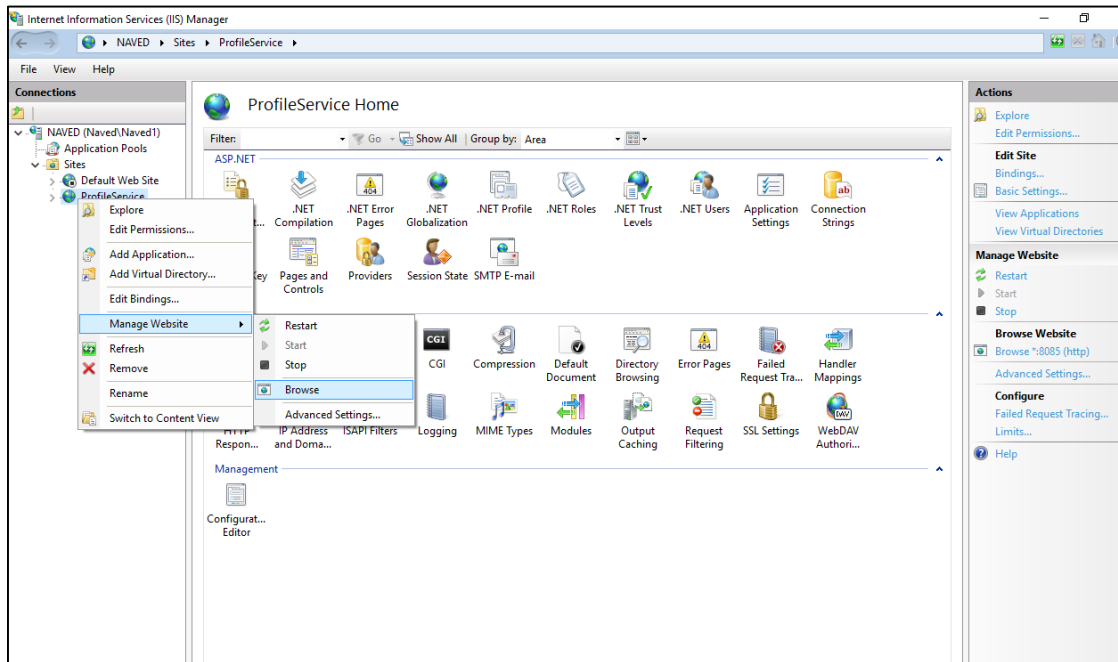 Internet Information Services (IIS) Manager
NAVED ▸ Sites ▸ ProfileService ▸
File View Help
Connections
NAVED (Naved\Naved1)
Application Pools
Sites
Default Web Site
ProfileService
Explore
Edit Permissions...
Add Application...
Add Virtual Directory...
Edit Bindings...
Manage Website
Refresh
Remove
Rename
Switch to Content View
Restart
Start
Stop
Browse
Advanced Settings...
ProfileService Home
Filter: Go Show All Group by: Area
ASP.NET
.NET Compilation
.NET Error Pages
.NET Globalization
.NET Profile
.NET Roles
.NET Trust Levels
.NET Users
Application Settings
Connection Strings
Pages and Controls
Providers
Session State
SMTP E-mail
CGI
CGI
Compression
Default Document
Directory Browsing
Error Pages
Failed Request Tra...
Handler Mappings
Respon...
IP Address and Doma...
ISAPI Filters
Logging
MIME Types
Modules
Output Caching
Request Filtering
SSL Settings
WebDAV Authori...
Management
Configurat... Editor
Actions
Explore
Edit Permissions...
Edit Site
Bindings...
Basic Settings...
View Applications
View Virtual Directories
Manage Website
Restart
Start
Stop
Browse Website
Browse *:8085 (http)
Advanced Settings...
Configure
Failed Request Tracing...
Limits...
Help